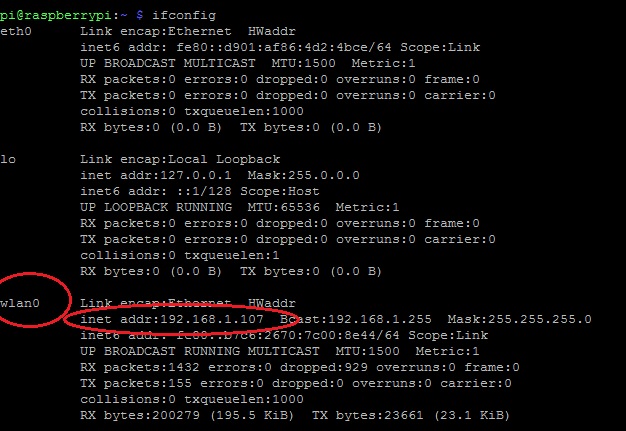 pi@raspberrypi:~ $ ifconfig
eth0 Link encap:Ethernet HWaddr
inet6 addr: fe80::d901:af86:4d2:4bce/64 Scope:Link
UP BROADCAST MULTICAST MTU:1500 Metric:1
RX packets:0 errors:0 dropped:0 overruns:0 frame:0
TX packets:0 errors:0 dropped:0 overruns:0 carrier:0
collisions:0 txqueuelen:1000
RX bytes:0 (0.0 B) TX bytes:0 (0.0 B)
lo Link encap:Local Loopback
inet addr:127.0.0.1 Mask:255.0.0.0
inet6 addr: ::1/128 Scope:Host
UP LOOPBACK RUNNING MTU:65536 Metric:1
RX packets:0 errors:0 dropped:0 overruns:0 frame:0
TX packets:0 errors:0 dropped:0 overruns:0 carrier:0
collisions:0 txqueuelen:1
RX bytes:0 (0.0 B) TX bytes:0 (0.0 B)
wlan0 Link encap:Ethernet HWaddr
inet addr:192.168.1.107 Bcast:192.168.1.255 Mask:255.255.255.0
inet6 addr: fe80::b7c6:2670:7c00:8e44/64 Scope:Link
UP BROADCAST RUNNING MULTICAST MTU:1500 Metric:1
RX packets:1432 errors:0 dropped:929 overruns:0 frame:0
TX packets:155 errors:0 dropped:0 overruns:0 carrier:0
collisions:0 txqueuelen:1000
RX bytes:200279 (195.5 KiB) TX bytes:23661 (23.1 KiB)